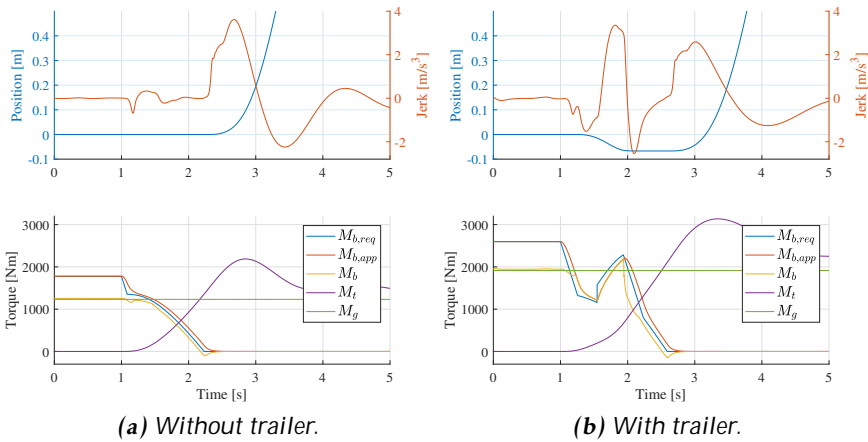 Position [m]
0.4
0.3
0.2
0.1
0
-0.1
4
2
0
-2
Jerk [m/s³]
0 1 2 3 4 5
Position [m]
0.4
0.3
0.2
0.1
0
-0.1
4
2
0
-2
Jerk [m/s³]
0 1 2 3 4 5
Torque [Nm]
3000
2000
1000
0
M_{b,req}
M_{b,app}
M_b
M_t
M_g
0 1 2 3 4 5
Time [s]
Torque [Nm]
3000
2000
1000
0
M_{b,req}
M_{b,app}
M_b
M_t
M_g
0 1 2 3 4 5
Time [s]
(a) Without trailer.
(b) With trailer.